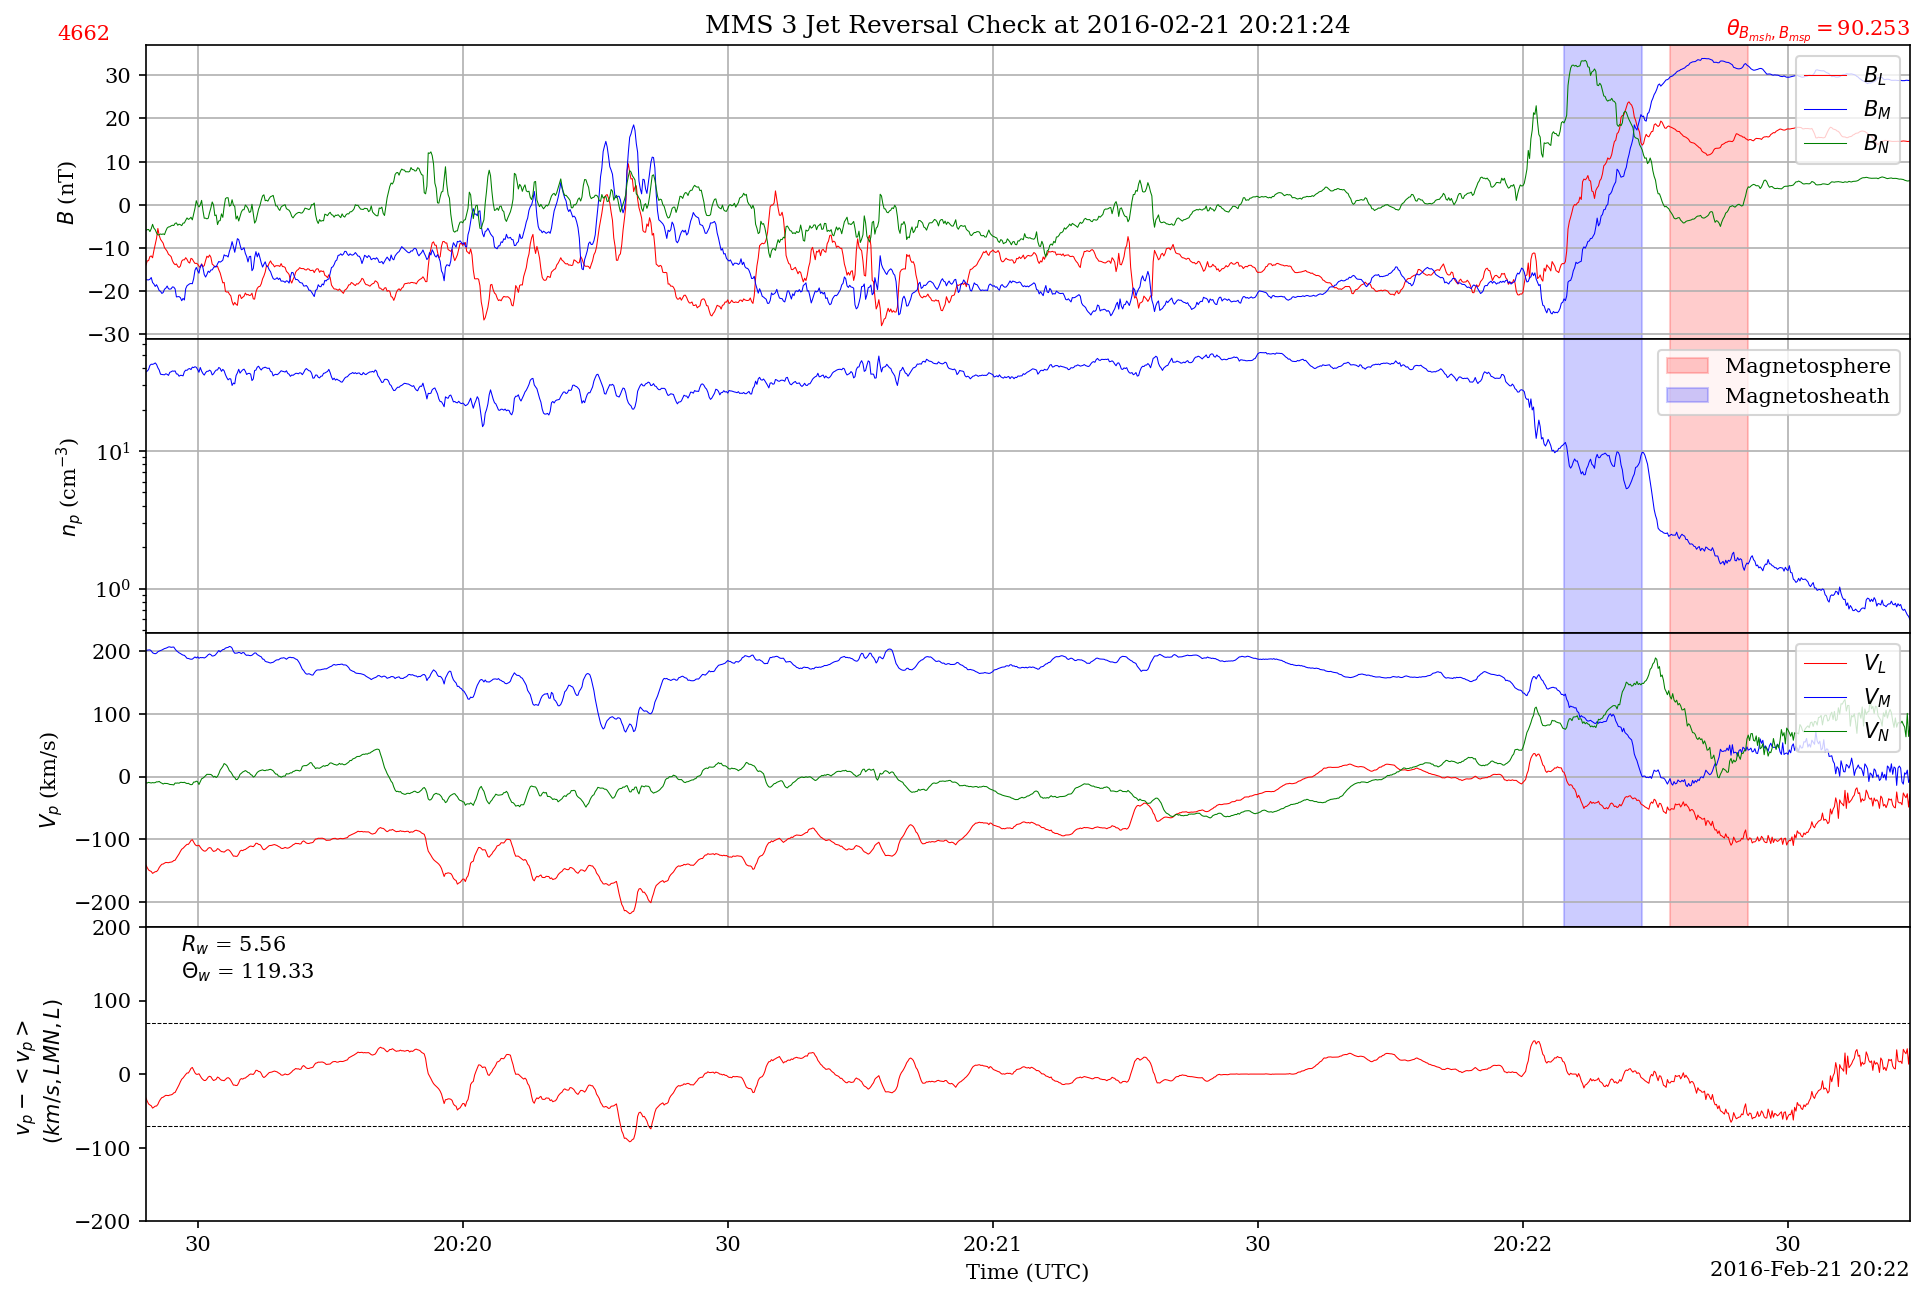 4662
MMS 3 Jet Reversal Check at 2016-02-21 20:21:24
θ_{B_{msh}, B_{msp}} = 90.253
30
20
10
0
−10
−20
−30
B (nT)
B_L
B_M
B_N
10^1
10^0
n_p (cm^{−3})
Magnetosphere
Magnetosheath
200
100
0
−100
−200
V_p (km/s)
V_L
V_M
V_N
200
100
0
−100
−200
v_p − < v_p >
(km/s, LMN, L)
R_w = 5.56
Θ_w = 119.33
30
20:20
30
20:21
30
20:22
30
Time (UTC)
2016-Feb-21 20:22